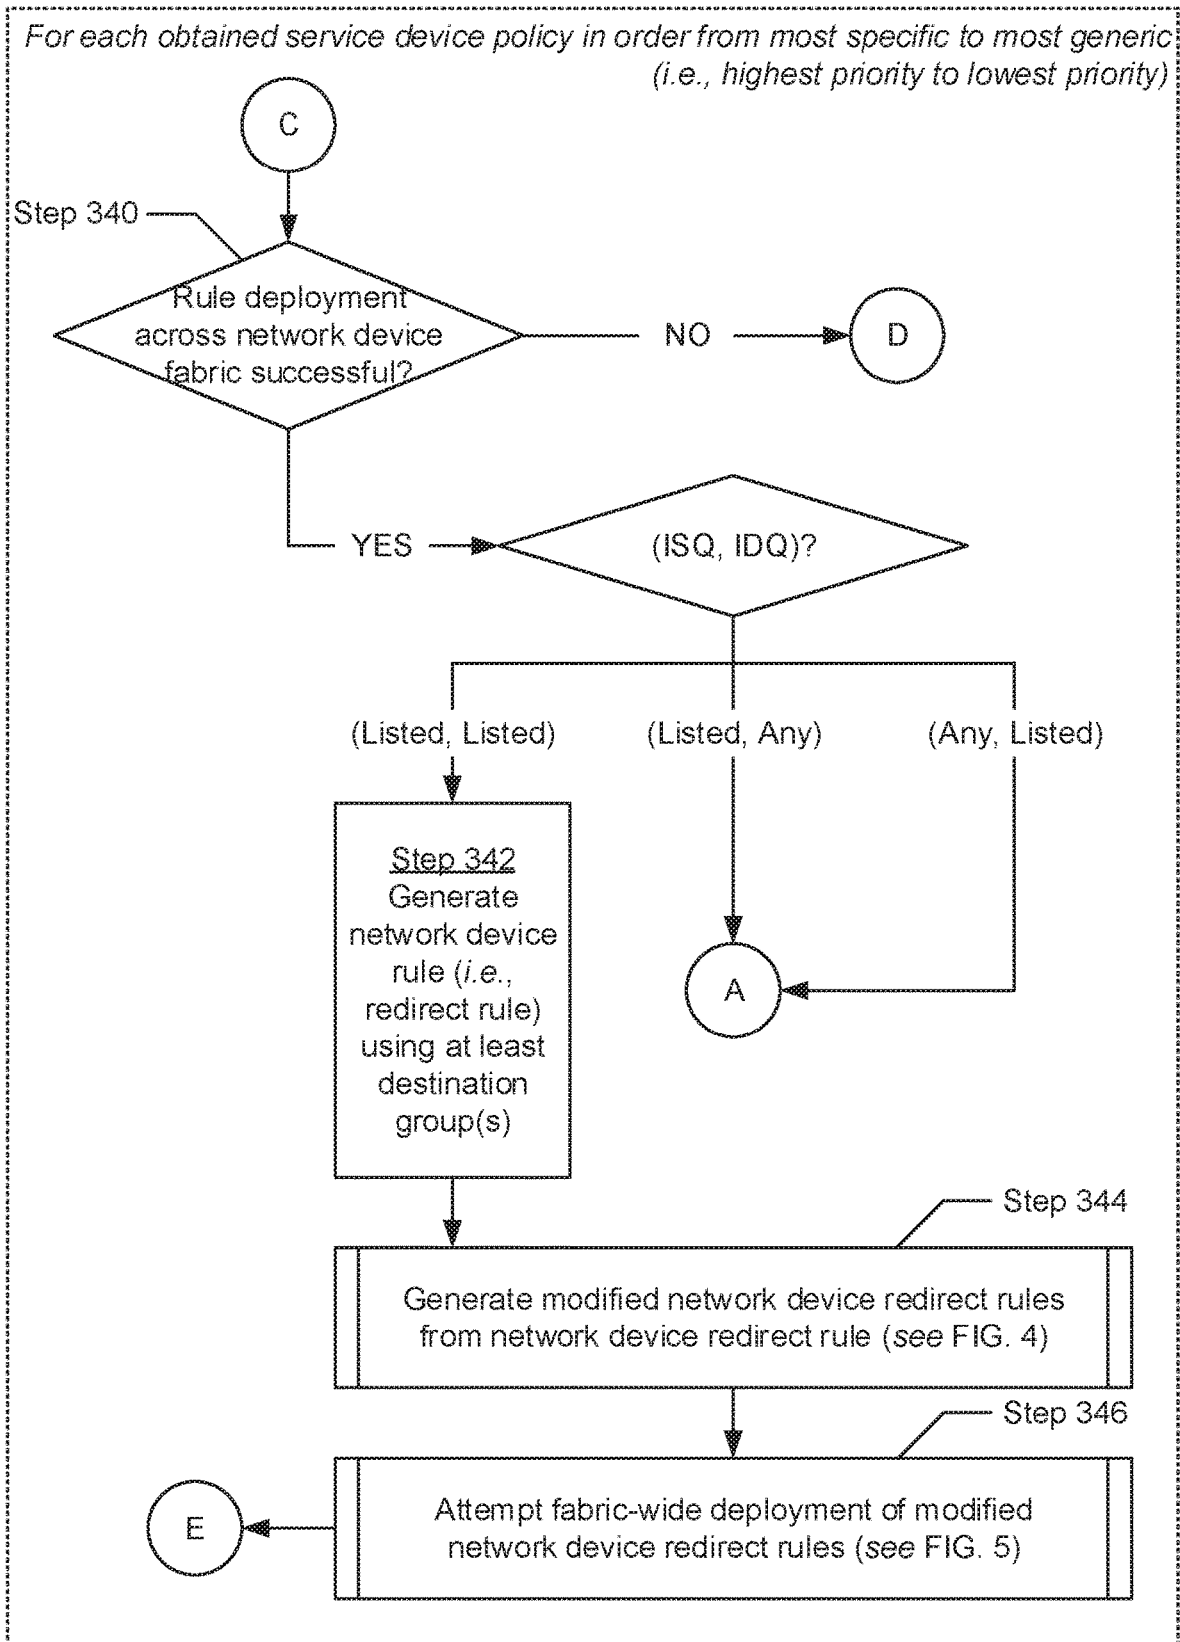 For each obtained service device policy in order from most specific to most generic
(i.e., highest priority to lowest priority)
C
Step 340
Rule deployment
across network device
fabric successful?
NO
D
YES
(ISQ, IDQ)?
(Listed, Listed)
(Listed, Any)
(Any, Listed)
Step 342
Generate
network device
rule (i.e.,
redirect rule)
using at least
destination
group(s)
A
Step 344
Generate modified network device redirect rules
from network device redirect rule (see FIG. 4)
Step 346
Attempt fabric-wide deployment of modified
network device redirect rules (see FIG. 5)
E